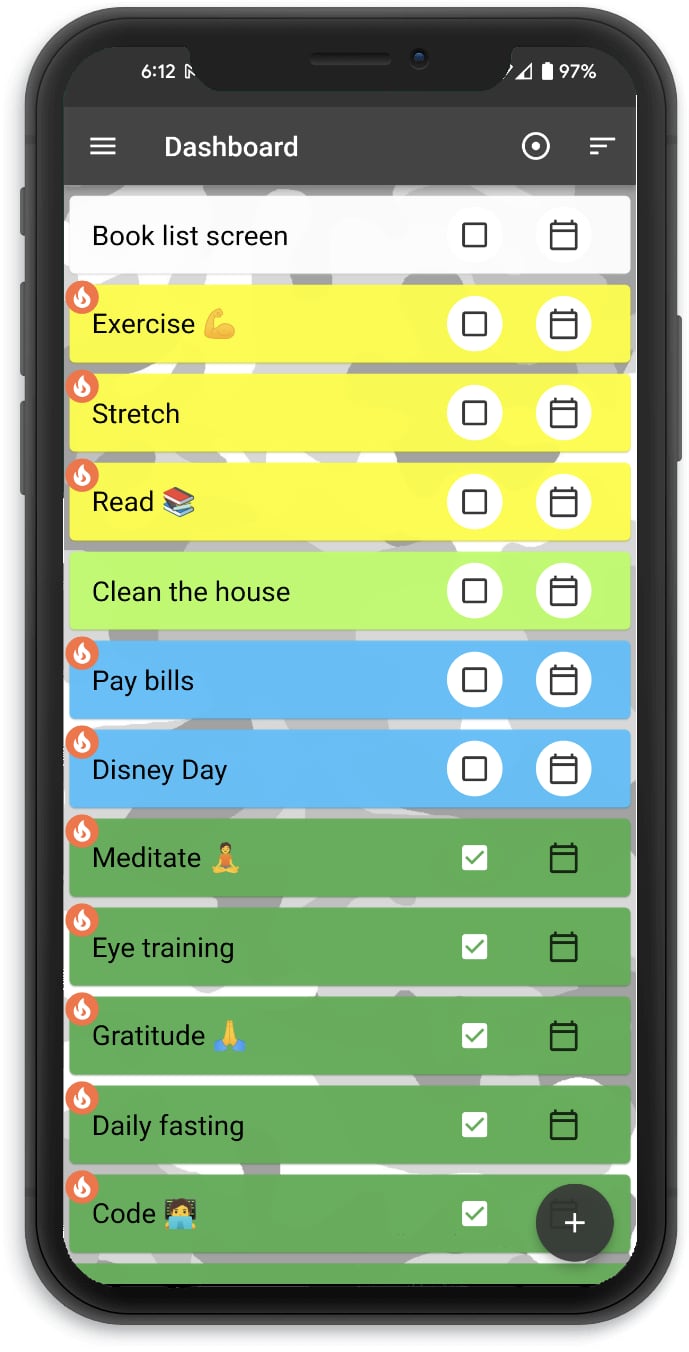 6:12
97%
Dashboard
Book list screen
Exercise 💪
Stretch
Read 📚
Clean the house
Pay bills
Disney Day
Meditate 🧘
Eye training
Gratitude 🙏
Daily fasting
Code 🧑‍💻